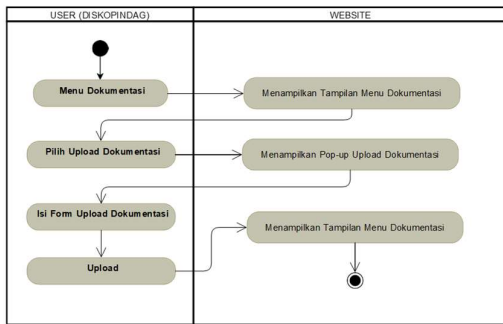 USER (DISKOPINDAG)
WEBSITE
Menu Dokumentasi
Menampilkan Tampilan Menu Dokumentasi
Pilih Upload Dokumentasi
Menampilkan Pop-up Upload Dokumentasi
Isi Form Upload Dokumentasi
Menampilkan Tampilan Menu Dokumentasi
Upload